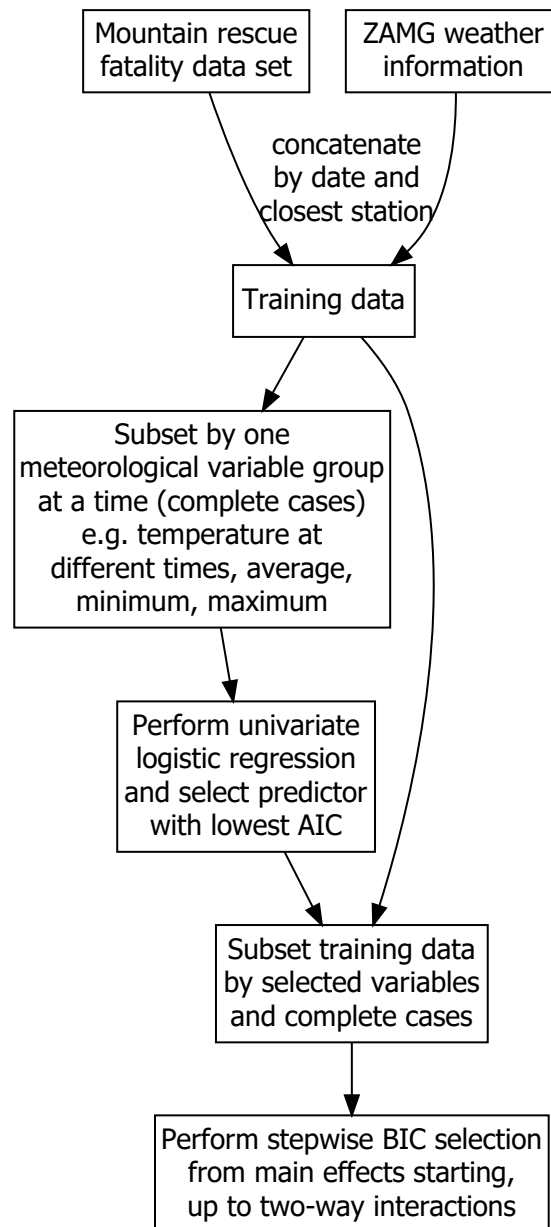 Mountain rescue
fatality data set
ZAMG weather
information
concatenate
by date and
closest station
Training data
Subset by one
meteorological variable group
at a time (complete cases)
e.g. temperature at
different times, average,
minimum, maximum
Perform univariate
logistic regression
and select predictor
with lowest AIC
Subset training data
by selected variables
and complete cases
Perform stepwise BIC selection
from main effects starting,
up to two-way interactions